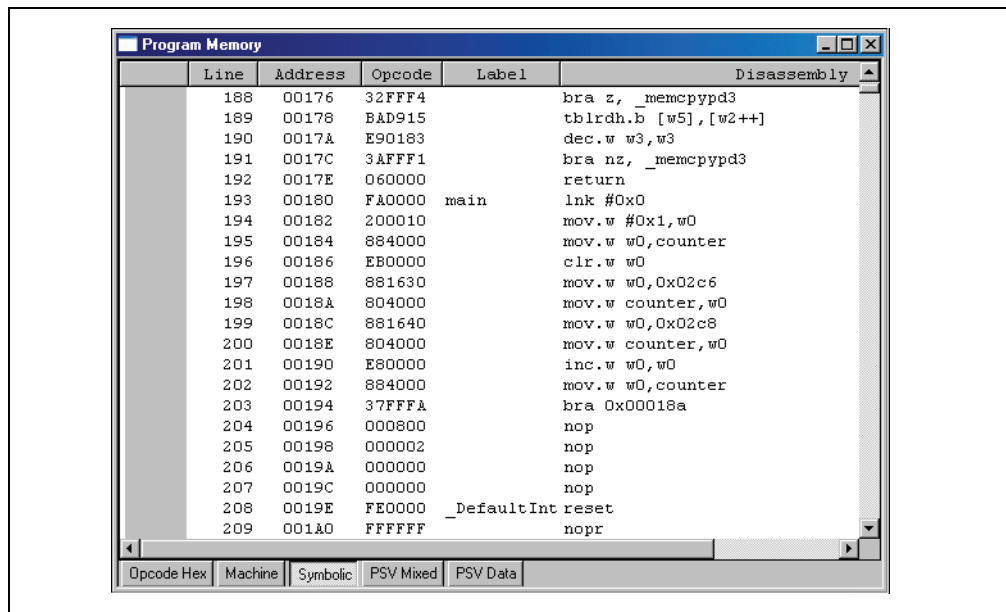 Program Memory
Line Address Opcode Label Disassembly
188 00176 32FFF4 bra z, _memcpypd3
189 00178 BAD915 tblrdh.b [w5],[w2++]
190 0017A E90183 dec.w w3,w3
191 0017C 3AFFF1 bra nz, _memcpypd3
192 0017E 060000 return
193 00180 FA0000 main lnk #0x0
194 00182 200010 mov.w #0x1,w0
195 00184 884000 mov.w w0,counter
196 00186 EB0000 clr.w w0
197 00188 881630 mov.w w0,0x02c6
198 0018A 804000 mov.w counter,w0
199 0018C 881640 mov.w w0,0x02c8
200 0018E 804000 mov.w counter,w0
201 00190 E80000 inc.w w0,w0
202 00192 884000 mov.w w0,counter
203 00194 37FFFA bra 0x00018a
204 00196 000800 nop
205 00198 000002 nop
206 0019A 000000 nop
207 0019C 000000 nop
208 0019E FE0000 _DefaultInt reset
209 001A0 FFFFFF nopr
Opcode Hex Machine Symbolic PSV Mixed PSV Data